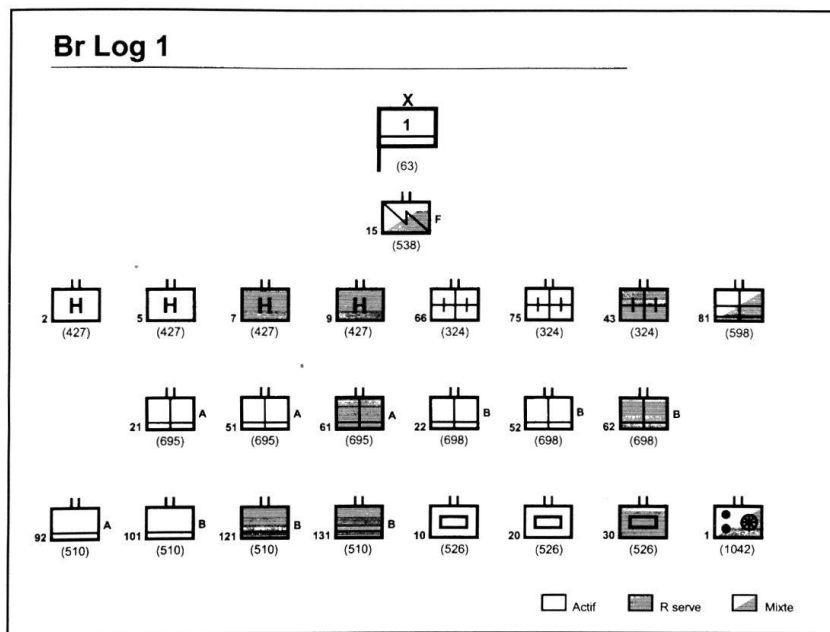 Br Log 1
X
1
(63)
15 F
(538)
2 H 5 H 7 H 9 H 66 75 43 81
(427) (427) (427) (427) (324) (324) (324) (598)
21 A 51 A 61 A 22 B 52 B 62 B
(695) (695) (695) (698) (698) (698)
92 A 101 B 121 B 131 B 10 20 30 1
(510) (510) (510) (510) (526) (526) (526) (1042)
Actif R serve Mixte